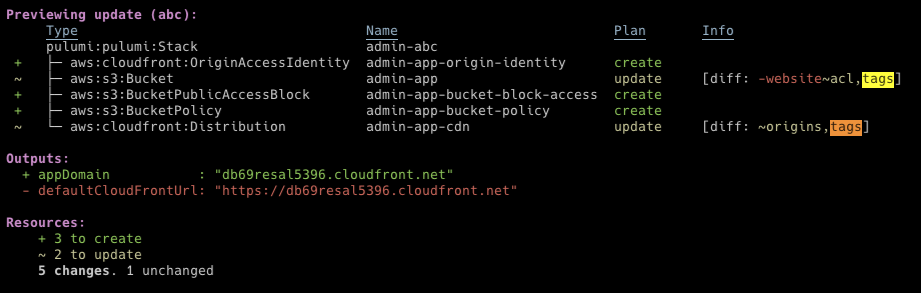 Previewing update (abc):
Type Name Plan Info
pulumi:pulumi:Stack admin-abc
+ ├─ aws:cloudfront:OriginAccessIdentity admin-app-origin-identity create
~ ├─ aws:s3:Bucket admin-app update [diff: -website~acl,tags]
+ ├─ aws:s3:BucketPublicAccessBlock admin-app-bucket-block-access create
+ ├─ aws:s3:BucketPolicy admin-app-bucket-policy create
~ └─ aws:cloudfront:Distribution admin-app-cdn update [diff: ~origins,tags]
Outputs:
+ appDomain : "db69resal5396.cloudfront.net"
- defaultCloudFrontUrl: "https://db69resal5396.cloudfront.net"
Resources:
+ 3 to create
~ 2 to update
5 changes. 1 unchanged